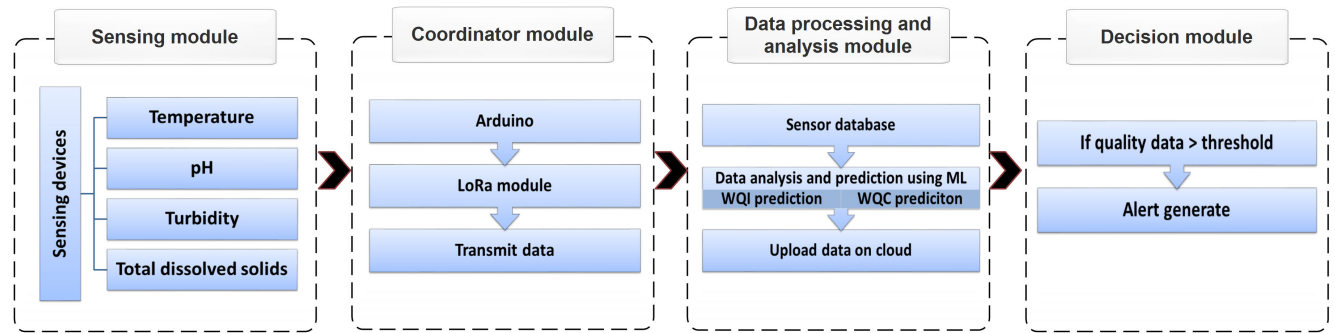 Sensing module
Sensing devices
Temperature
pH
Turbidity
Total dissolved solids
Coordinator module
Arduino
LoRa module
Transmit data
Data processing and
analysis module
Sensor database
Data analysis and prediction using ML
WQI prediction
WQC prediciton
Upload data on cloud
Decision module
If quality data > threshold
Alert generate